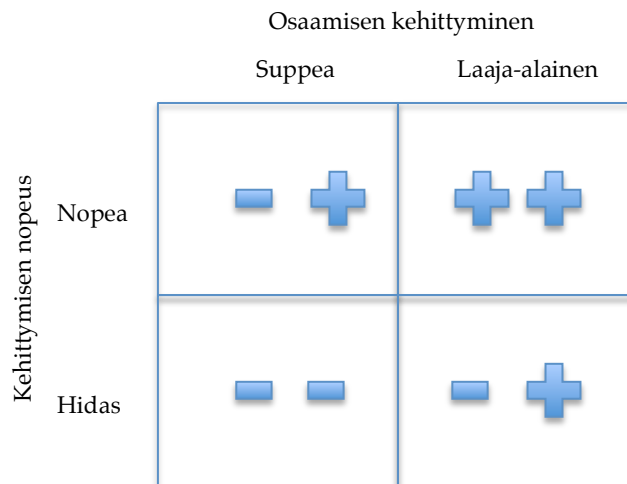 Osaamisen kehittyminen
Suppea
Laaja-alainen
Kehittymisen nopeus
Nopea
Hidas